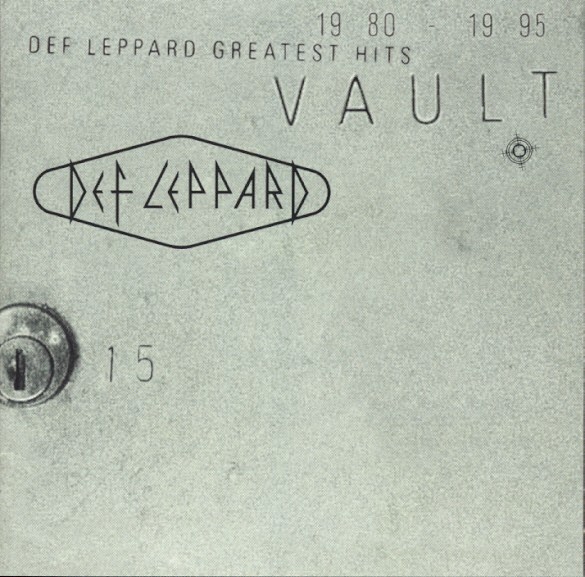 19 80 - 19 95
DEF LEPPARD GREATEST HITS
VAULT
DEF LEPPARD
15